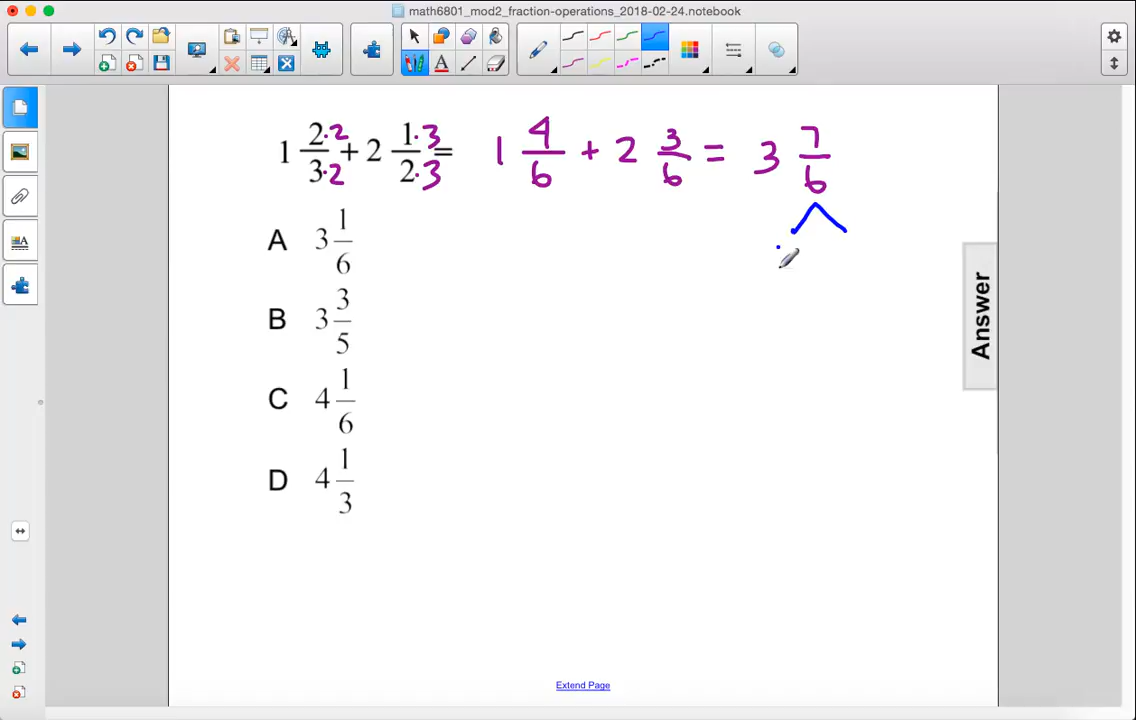 math6801_mod2_fraction-operations_2018-02-24.notebook
1 2·2/3·2 + 2 1·3/2·3 = 1 4/6 + 2 3/6 = 3 7/6
A 3 1/6
B 3 3/5
C 4 1/6
D 4 1/3
Answer
Extend Page